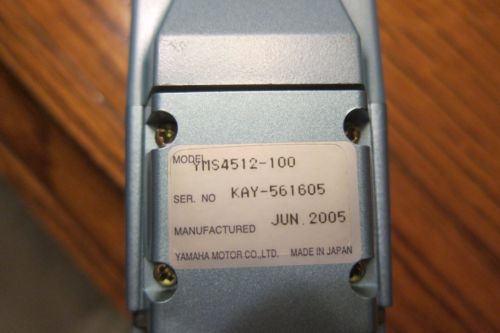 MODEL YMS4512-100
SER. NO KAY-561605
MANUFACTURED JUN.2005
YAMAHA MOTOR CO.,LTD. MADE IN JAPAN